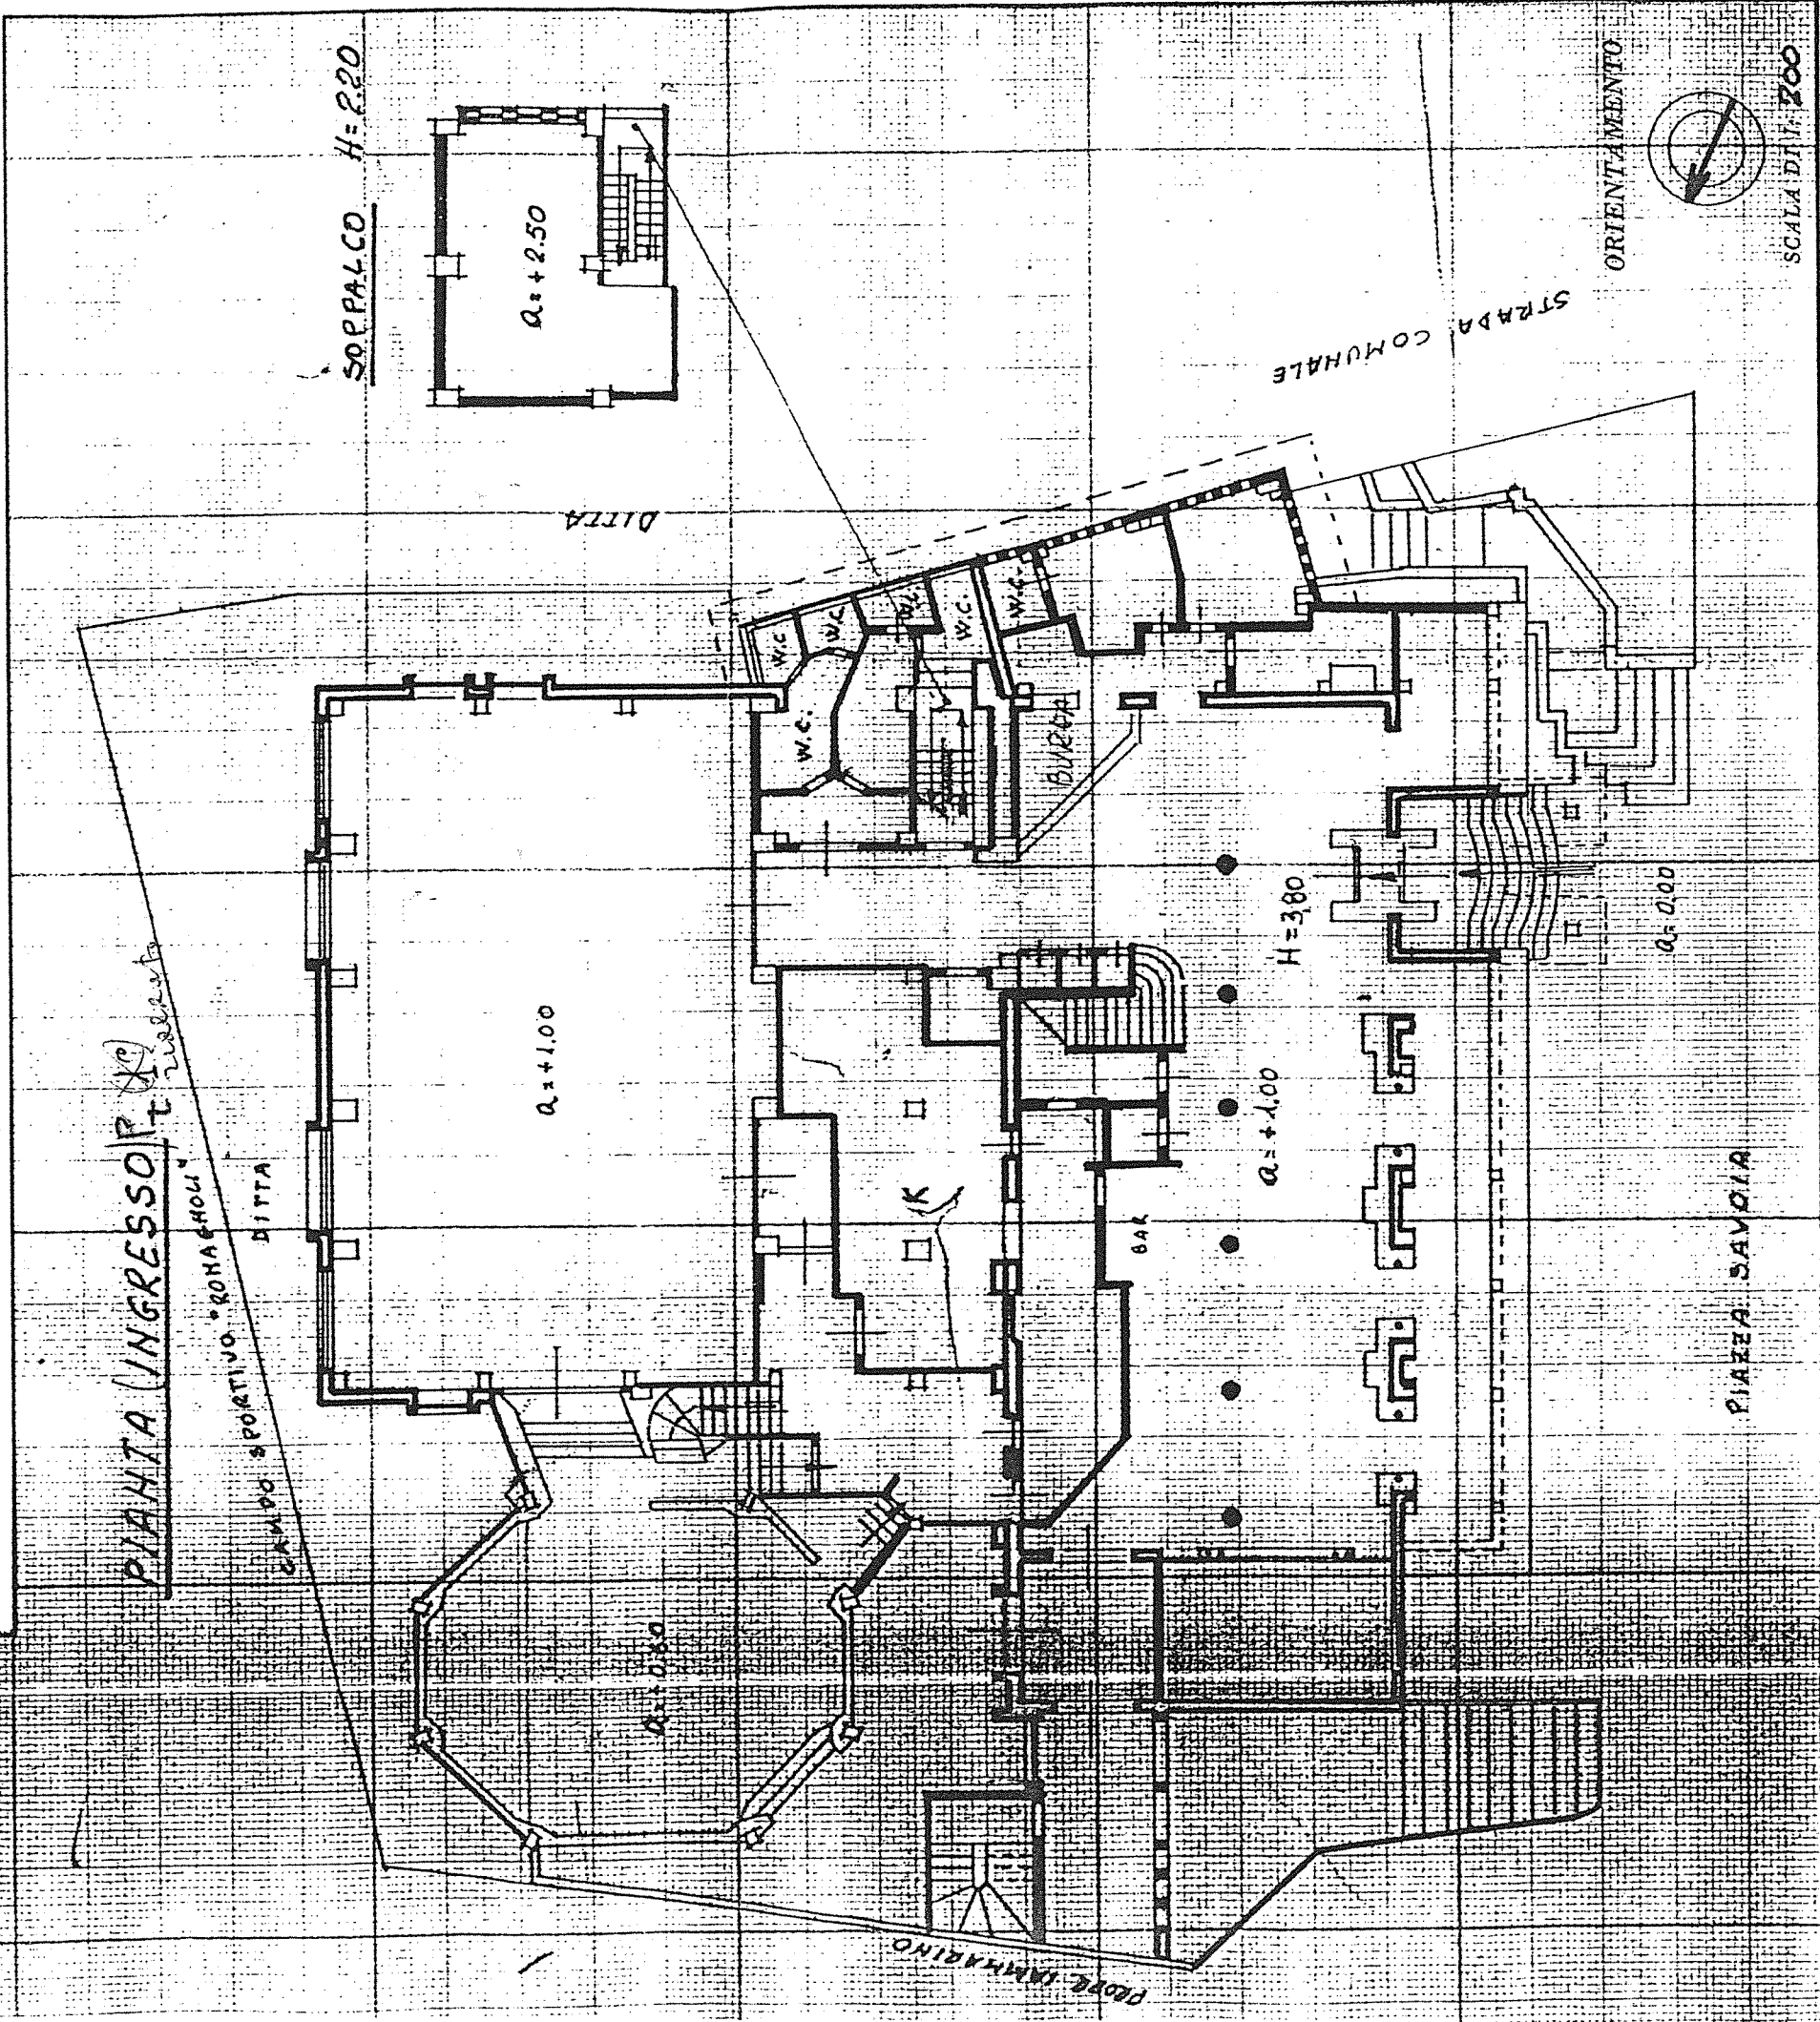 SOPPALCO H=2.20
a=+2.50
ORIENTAMENTO
SCALA DI 1: 200
STRADA COMUNALE
DITTA
PIANTA (INGRESSO) P.t
CAMPO SPORTIVO "ROMAGNOLI"
DITTA
a=+1.00
W.C
W.C.
W.C.
W.C.
W.C.
W.C.
K
BAR
H=3,80
a=+1.00
a=0.00
a=+0.80
PIAZZA SAVOIA
PROPR. IAMMARINO